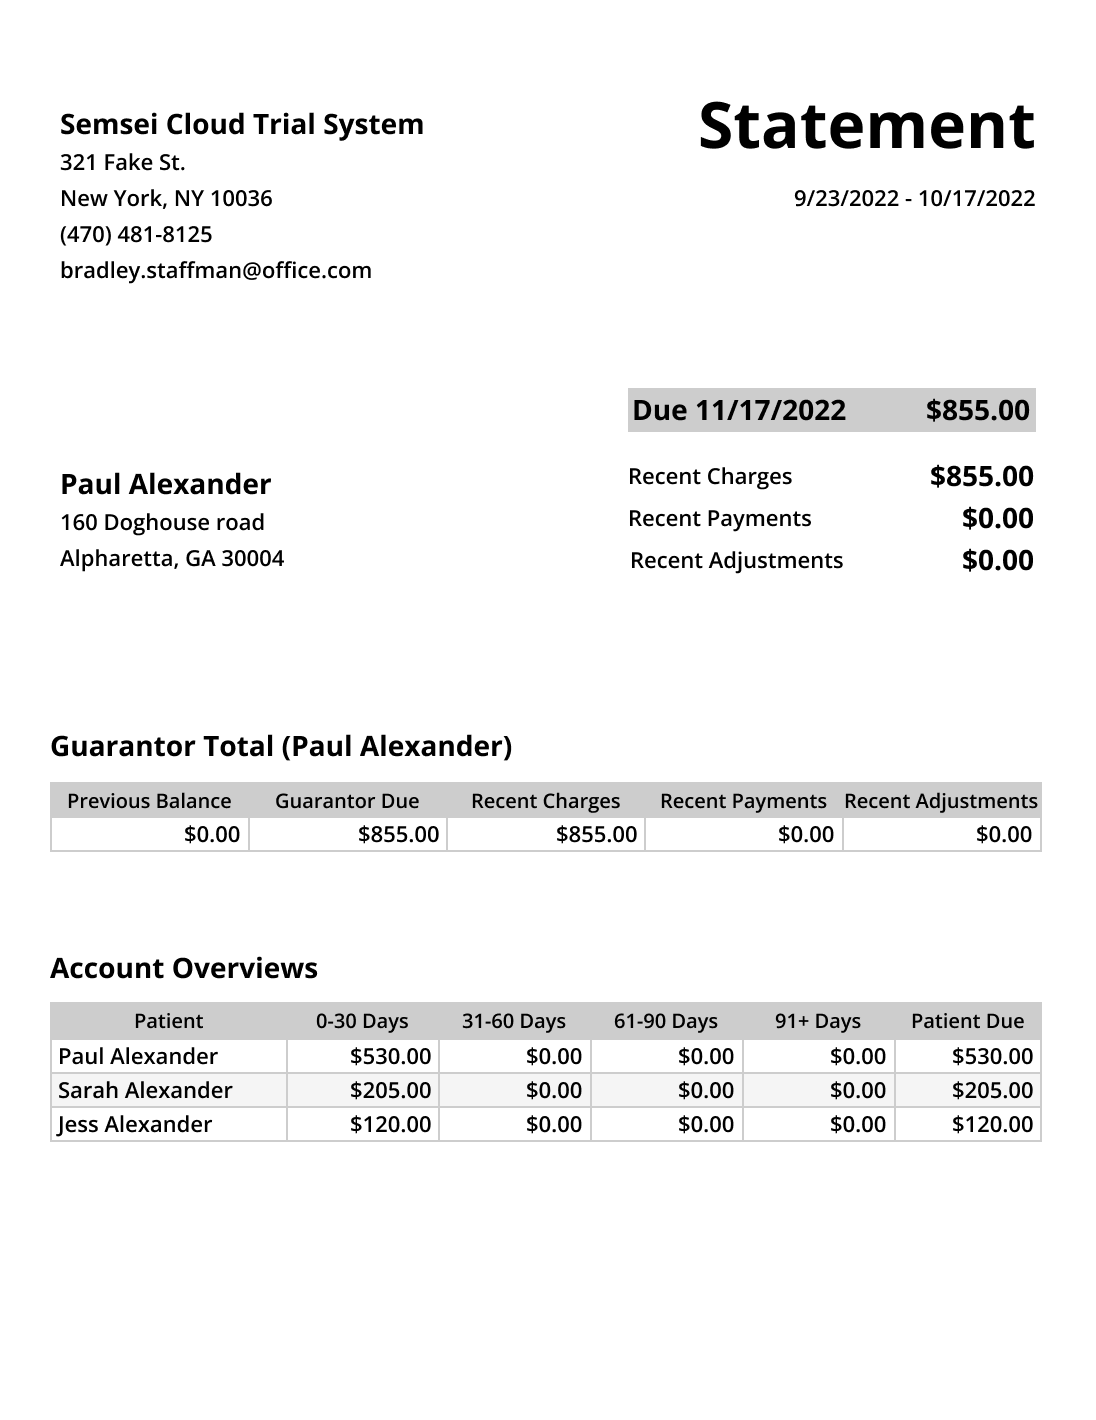 Semsei Cloud Trial System
321 Fake St.
New York, NY 10036
(470) 481-8125
bradley.staffman@office.com
Statement
9/23/2022 - 10/17/2022
Due 11/17/2022 $855.00
Recent Charges $855.00
Recent Payments $0.00
Recent Adjustments $0.00
Paul Alexander
160 Doghouse road
Alpharetta, GA 30004
Guarantor Total (Paul Alexander)
Previous Balance Guarantor Due Recent Charges Recent Payments Recent Adjustments
$0.00 $855.00 $855.00 $0.00 $0.00
Account Overviews
Patient 0-30 Days 31-60 Days 61-90 Days 91+ Days Patient Due
Paul Alexander $530.00 $0.00 $0.00 $0.00 $530.00
Sarah Alexander $205.00 $0.00 $0.00 $0.00 $205.00
Jess Alexander $120.00 $0.00 $0.00 $0.00 $120.00